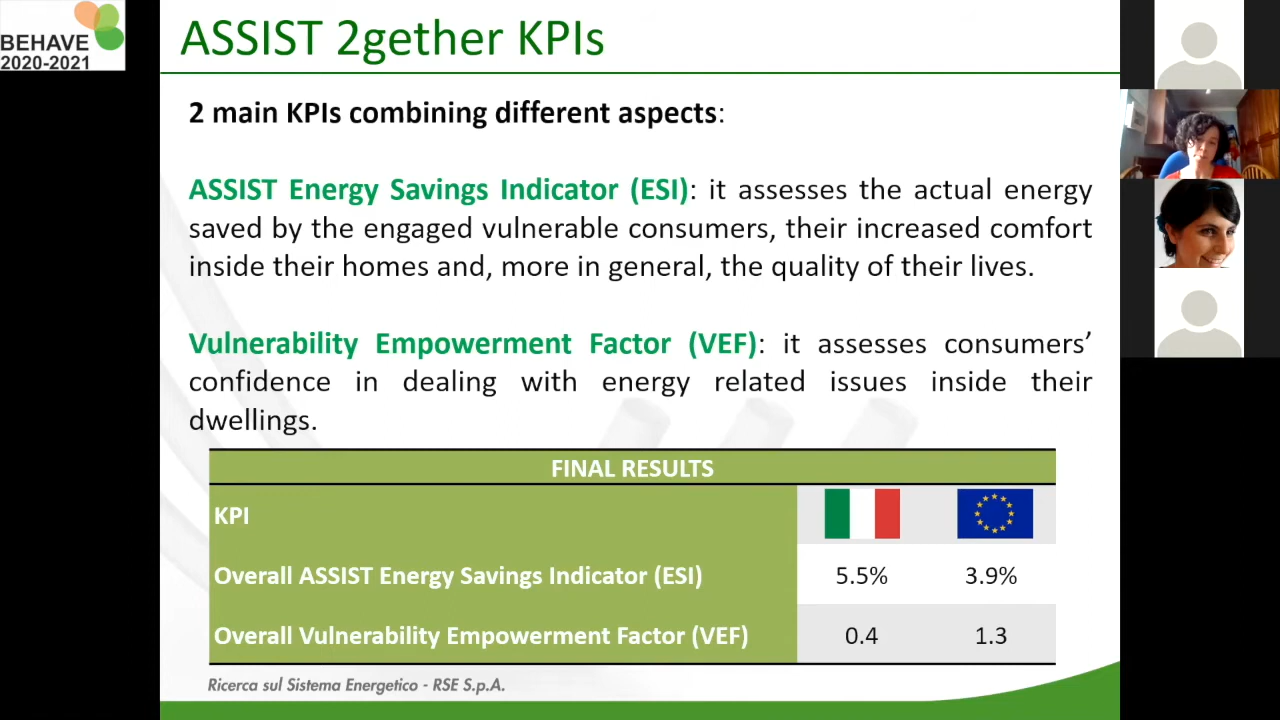 BEHAVE
2020-2021
ASSIST 2gether KPIs
2 main KPIs combining different aspects:
ASSIST Energy Savings Indicator (ESI): it assesses the actual energy
saved by the engaged vulnerable consumers, their increased comfort
inside their homes and, more in general, the quality of their lives.
Vulnerability Empowerment Factor (VEF): it assesses consumers’
confidence in dealing with energy related issues inside their
dwellings.
FINAL RESULTS
KPI
Overall ASSIST Energy Savings Indicator (ESI) 5.5% 3.9%
Overall Vulnerability Empowerment Factor (VEF) 0.4 1.3
Ricerca sul Sistema Energetico - RSE S.p.A.